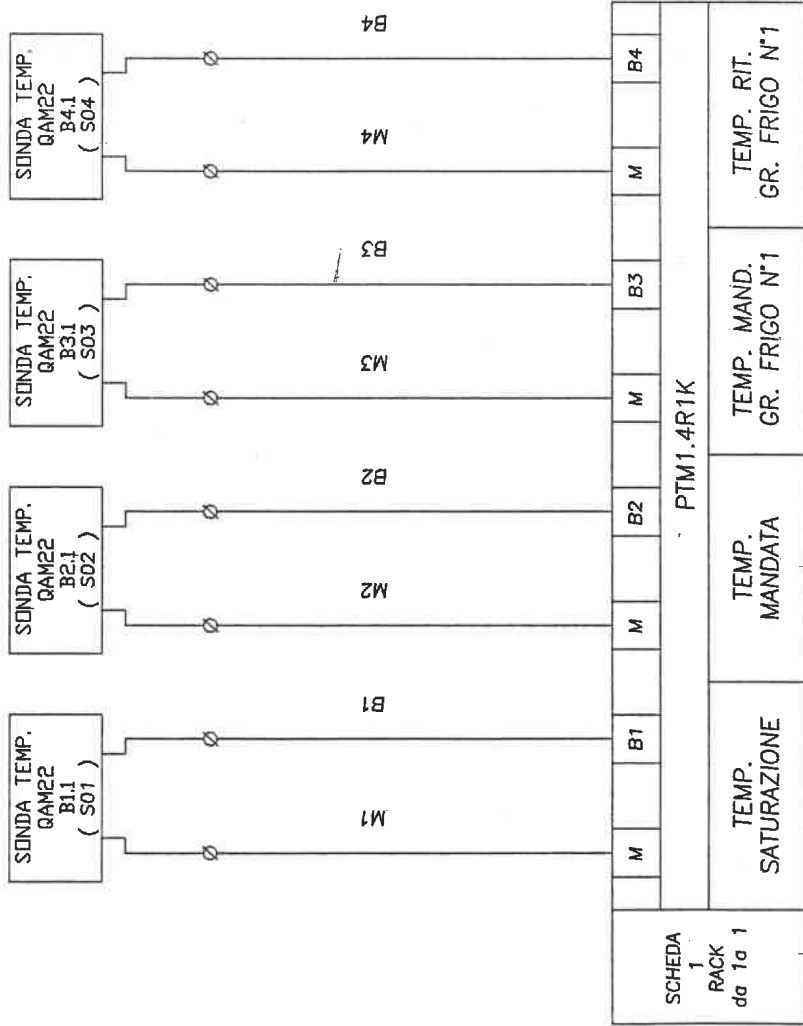 SONDA TEMP.
QAM22
B1.1
( S01 )
SONDA TEMP.
QAM22
B2.1
( S02 )
SONDA TEMP.
QAM22
B3.1
( S03 )
SONDA TEMP.
QAM22
B4.1
( S04 )
M1
B1
M2
B2
M3
B3
M4
B4
M
B1
M
B2
M
B3
M
B4
SCHEDA
1
RACK
da 1a 1
PTM1.4R1K
TEMP.
SATURAZIONE
TEMP.
MANDATA
TEMP. MAND.
GR. FRIGO N°1
TEMP. RIT.
GR. FRIGO N°1